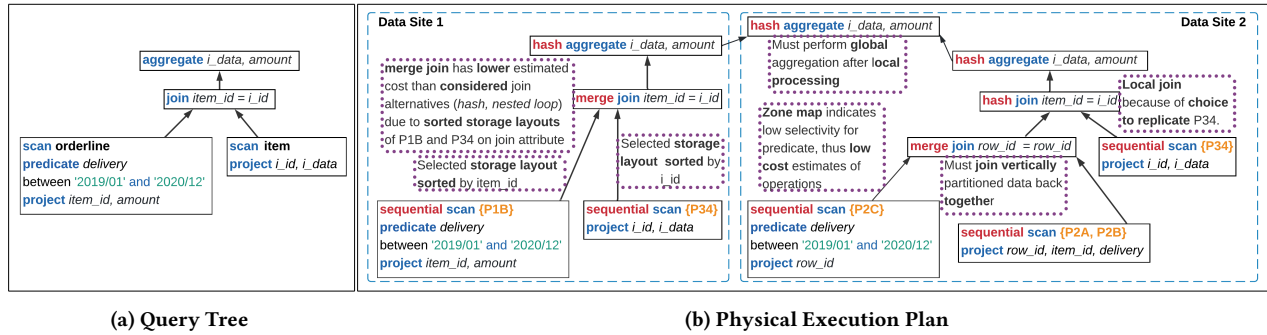 aggregate i_data, amount
join item_id = i_id
scan orderline
predicate delivery
between '2019/01' and '2020/12'
project item_id, amount
scan item
project i_id, i_data
(a) Query Tree
Data Site 1
hash aggregate i_data, amount
merge join has lower estimated
cost than considered join
alternatives (hash, nested loop)
due to sorted storage layouts
of P1B and P34 on join attribute
merge join item_id = i_id
Selected storage layout
sorted by item_id
Selected storage
layout sorted by
i_id
sequential scan {P1B}
predicate delivery
between '2019/01' and '2020/12'
project item_id, amount
sequential scan {P34}
project i_id, i_data
Data Site 2
hash aggregate i_data, amount
Must perform global
aggregation after local
processing
hash aggregate i_data, amount
hash join item_id = i_id
Local join
because of choice
to replicate P34.
Zone map indicates
low selectivity for
predicate, thus low
cost estimates of
operations
merge join row_id = row_id
sequential scan {P34}
project i_id, i_data
Must join vertically
partitioned data back
together
sequential scan {P2C}
predicate delivery
between '2019/01' and '2020/12'
project row_id
sequential scan {P2A, P2B}
project row_id, item_id, delivery
(b) Physical Execution Plan